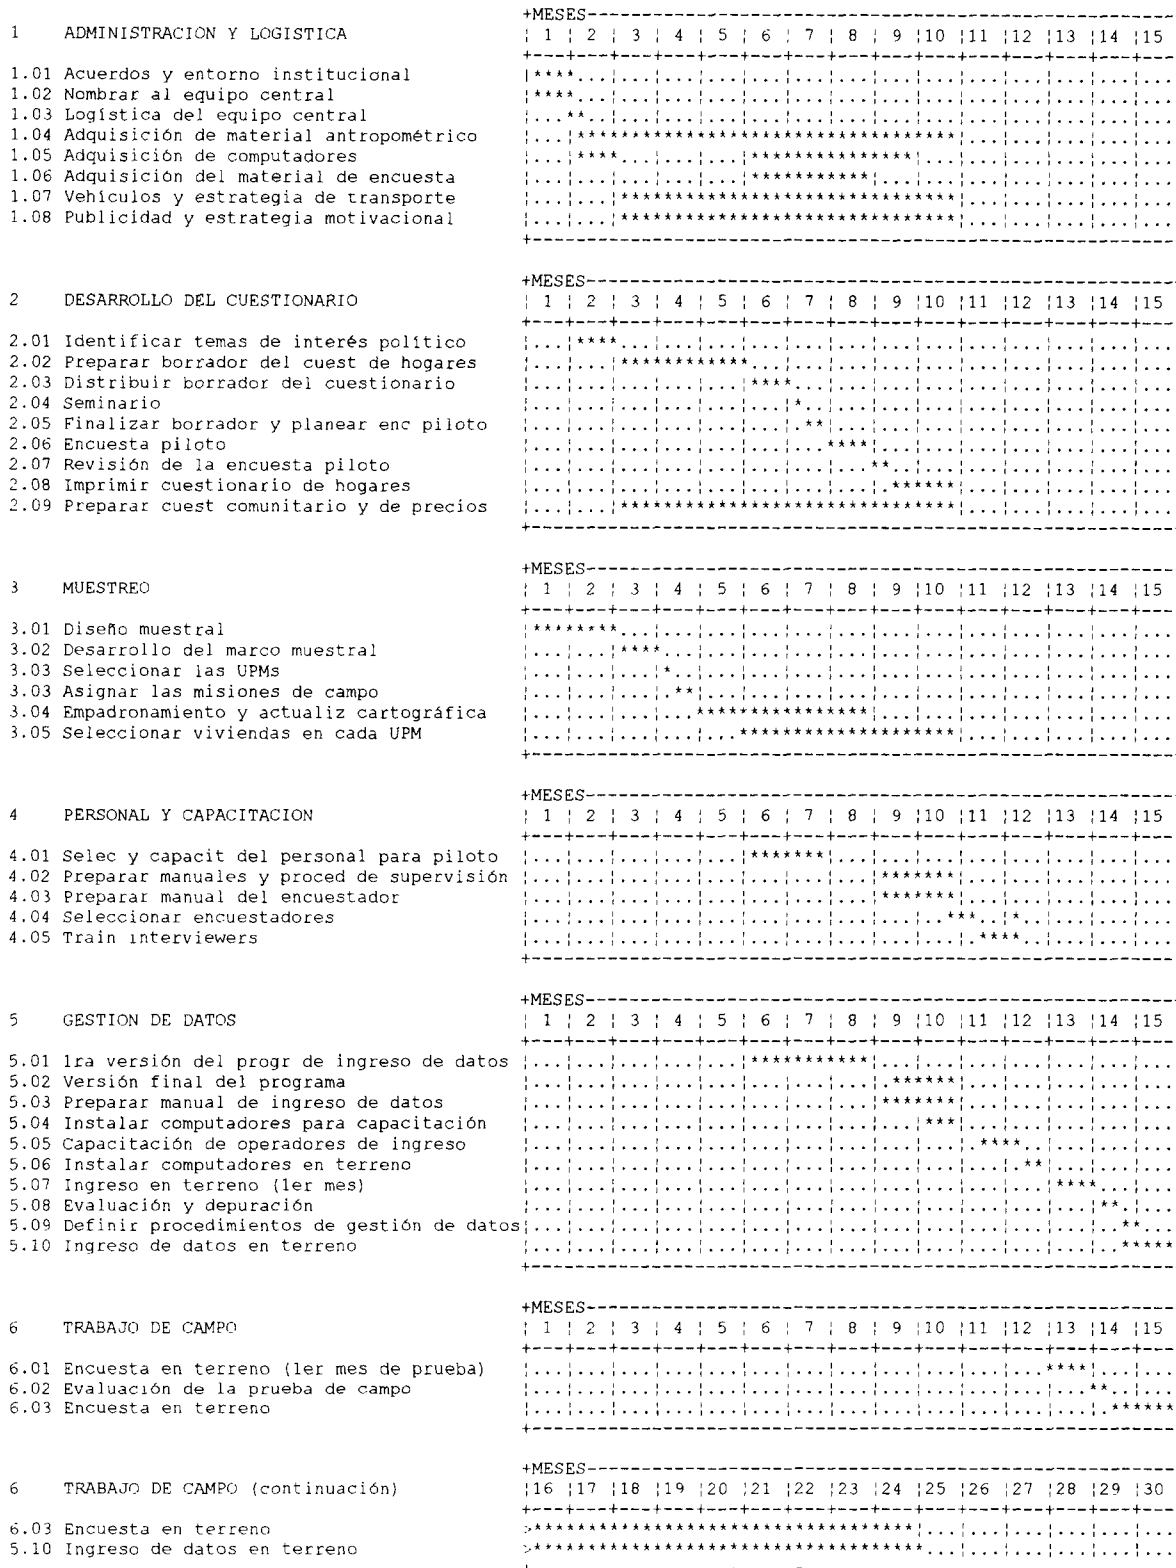 +MESES-----------------------------------------------------
1 ADMINISTRACION Y LOGISTICA ¦ 1 ¦ 2 ¦ 3 ¦ 4 ¦ 5 ¦ 6 ¦ 7 ¦ 8 ¦ 9 ¦10 ¦11 ¦12 ¦13 ¦14 ¦15
+---+---+---+---+---+---+---+---+---+---+---+---+---+---+---
1.01 Acuerdos y entorno institucional ¦****...¦...¦...¦...¦...¦...¦...¦...¦...¦...¦...¦...¦...¦...
1.02 Nombrar al equipo central ¦****...¦...¦...¦...¦...¦...¦...¦...¦...¦...¦...¦...¦...¦...
1.03 Logística del equipo central ¦...**..¦...¦...¦...¦...¦...¦...¦...¦...¦...¦...¦...¦...¦...
1.04 Adquisición de material antropométrico ¦...¦***************************************¦...¦...¦...¦...¦...
1.05 Adquisición de computadores ¦...¦****...¦...¦...¦***************¦...¦...¦...¦...¦...¦...
1.06 Adquisición del material de encuesta ¦...¦...¦...¦...¦...¦***********¦...¦...¦...¦...¦...¦...¦...
1.07 Vehículos y estrategia de transporte ¦...¦...¦***********************************¦...¦...¦...¦...¦...
1.08 Publicidad y estrategia motivacional ¦...¦...¦***********************************¦...¦...¦...¦...¦...
+-----------------------------------------------------------
+MESES-----------------------------------------------------
2 DESARROLLO DEL CUESTIONARIO ¦ 1 ¦ 2 ¦ 3 ¦ 4 ¦ 5 ¦ 6 ¦ 7 ¦ 8 ¦ 9 ¦10 ¦11 ¦12 ¦13 ¦14 ¦15
+---+---+---+---+---+---+---+---+---+---+---+---+---+---+---
2.01 Identificar temas de interés político ¦...¦****...¦...¦...¦...¦...¦...¦...¦...¦...¦...¦...¦...¦...
2.02 Preparar borrador del cuest de hogares ¦...¦...¦************...¦...¦...¦...¦...¦...¦...¦...¦...¦...
2.03 Distribuir borrador del cuestionario ¦...¦...¦...¦...¦...¦****...¦...¦...¦...¦...¦...¦...¦...¦...
2.04 Seminario ¦...¦...¦...¦...¦...¦...¦*..¦...¦...¦...¦...¦...¦...¦...¦...
2.05 Finalizar borrador y planear enc piloto ¦...¦...¦...¦...¦...¦...¦.**¦...¦...¦...¦...¦...¦...¦...¦...
2.06 Encuesta piloto ¦...¦...¦...¦...¦...¦...¦...****¦...¦...¦...¦...¦...¦...¦...
2.07 Revisión de la encuesta piloto ¦...¦...¦...¦...¦...¦...¦...¦...**..¦...¦...¦...¦...¦...¦...
2.08 Imprimir cuestionario de hogares ¦...¦...¦...¦...¦...¦...¦...¦...¦.******¦...¦...¦...¦...¦...
2.09 Preparar cuest comunitario y de precios ¦...¦...¦***********************************¦...¦...¦...¦...¦...
+-----------------------------------------------------------
+MESES-----------------------------------------------------
3 MUESTREO ¦ 1 ¦ 2 ¦ 3 ¦ 4 ¦ 5 ¦ 6 ¦ 7 ¦ 8 ¦ 9 ¦10 ¦11 ¦12 ¦13 ¦14 ¦15
+---+---+---+---+---+---+---+---+---+---+---+---+---+---+---
3.01 Diseño muestral ¦********...¦...¦...¦...¦...¦...¦...¦...¦...¦...¦...¦...¦...
3.02 Desarrollo del marco muestral ¦...¦...¦****...¦...¦...¦...¦...¦...¦...¦...¦...¦...¦...¦...
3.03 Seleccionar las UPMs ¦...¦...¦...¦*..¦...¦...¦...¦...¦...¦...¦...¦...¦...¦...¦...
3.03 Asignar las misiones de campo ¦...¦...¦...¦.**¦...¦...¦...¦...¦...¦...¦...¦...¦...¦...¦...
3.04 Empadronamiento y actualiz cartográfica ¦...¦...¦...¦...****************¦...¦...¦...¦...¦...¦...¦...
3.05 Seleccionar viviendas en cada UPM ¦...¦...¦...¦...¦...************************¦...¦...¦...¦...¦...
+-----------------------------------------------------------
+MESES-----------------------------------------------------
4 PERSONAL Y CAPACITACION ¦ 1 ¦ 2 ¦ 3 ¦ 4 ¦ 5 ¦ 6 ¦ 7 ¦ 8 ¦ 9 ¦10 ¦11 ¦12 ¦13 ¦14 ¦15
+---+---+---+---+---+---+---+---+---+---+---+---+---+---+---
4.01 Selec y capacit del personal para piloto ¦...¦...¦...¦...¦...¦*******¦...¦...¦...¦...¦...¦...¦...¦...
4.02 Preparar manuales y proced de supervisión ¦...¦...¦...¦...¦...¦...¦...¦...¦*******¦...¦...¦...¦...¦...
4.03 Preparar manual del encuestador ¦...¦...¦...¦...¦...¦...¦...¦...¦*******¦...¦...¦...¦...¦...
4.04 Seleccionar encuestadores ¦...¦...¦...¦...¦...¦...¦...¦...¦...¦...***..¦*..¦...¦...¦...
4.05 Train interviewers ¦...¦...¦...¦...¦...¦...¦...¦...¦...¦...¦.****..¦...¦...¦...
+-----------------------------------------------------------
+MESES-----------------------------------------------------
5 GESTION DE DATOS ¦ 1 ¦ 2 ¦ 3 ¦ 4 ¦ 5 ¦ 6 ¦ 7 ¦ 8 ¦ 9 ¦10 ¦11 ¦12 ¦13 ¦14 ¦15
+---+---+---+---+---+---+---+---+---+---+---+---+---+---+---
5.01 1ra versión del progr de ingreso de datos ¦...¦...¦...¦...¦...¦***********¦...¦...¦...¦...¦...¦...¦...
5.02 Versión final del programa ¦...¦...¦...¦...¦...¦...¦...¦...¦.******¦...¦...¦...¦...¦...
5.03 Preparar manual de ingreso de datos ¦...¦...¦...¦...¦...¦...¦...¦...¦*******¦...¦...¦...¦...¦...
5.04 Instalar computadores para capacitación ¦...¦...¦...¦...¦...¦...¦...¦...¦...¦***¦...¦...¦...¦...¦...
5.05 Capacitación de operadores de ingreso ¦...¦...¦...¦...¦...¦...¦...¦...¦...¦...¦.****..¦...¦...¦...
5.06 Instalar computadores en terreno ¦...¦...¦...¦...¦...¦...¦...¦...¦...¦...¦...¦.**¦...¦...¦...
5.07 Ingreso en terreno (1er mes) ¦...¦...¦...¦...¦...¦...¦...¦...¦...¦...¦...¦...¦****...¦...
5.08 Evaluación y depuración ¦...¦...¦...¦...¦...¦...¦...¦...¦...¦...¦...¦...¦...¦**.¦...
5.09 Definir procedimientos de gestión de datos¦...¦...¦...¦...¦...¦...¦...¦...¦...¦...¦...¦...¦...¦..**...
5.10 Ingreso de datos en terreno ¦...¦...¦...¦...¦...¦...¦...¦...¦...¦...¦...¦...¦...¦..*****
+-----------------------------------------------------------
+MESES-----------------------------------------------------
6 TRABAJO DE CAMPO ¦ 1 ¦ 2 ¦ 3 ¦ 4 ¦ 5 ¦ 6 ¦ 7 ¦ 8 ¦ 9 ¦10 ¦11 ¦12 ¦13 ¦14 ¦15
+---+---+---+---+---+---+---+---+---+---+---+---+---+---+---
6.01 Encuesta en terreno (1er mes de prueba) ¦...¦...¦...¦...¦...¦...¦...¦...¦...¦...¦...¦...****¦...¦...
6.02 Evaluación de la prueba de campo ¦...¦...¦...¦...¦...¦...¦...¦...¦...¦...¦...¦...¦...**..¦...
6.03 Encuesta en terreno ¦...¦...¦...¦...¦...¦...¦...¦...¦...¦...¦...¦...¦...¦.******
+-----------------------------------------------------------
+MESES-----------------------------------------------------
6 TRABAJO DE CAMPO (continuación) ¦16 ¦17 ¦18 ¦19 ¦20 ¦21 ¦22 ¦23 ¦24 ¦25 ¦26 ¦27 ¦28 ¦29 ¦30
+---+---+---+---+---+---+---+---+---+---+---+---+---+---+---
6.03 Encuesta en terreno >***********************************¦...¦...¦...¦...¦...¦...
5.10 Ingreso de datos en terreno >************************************...¦...¦...¦...¦...¦...